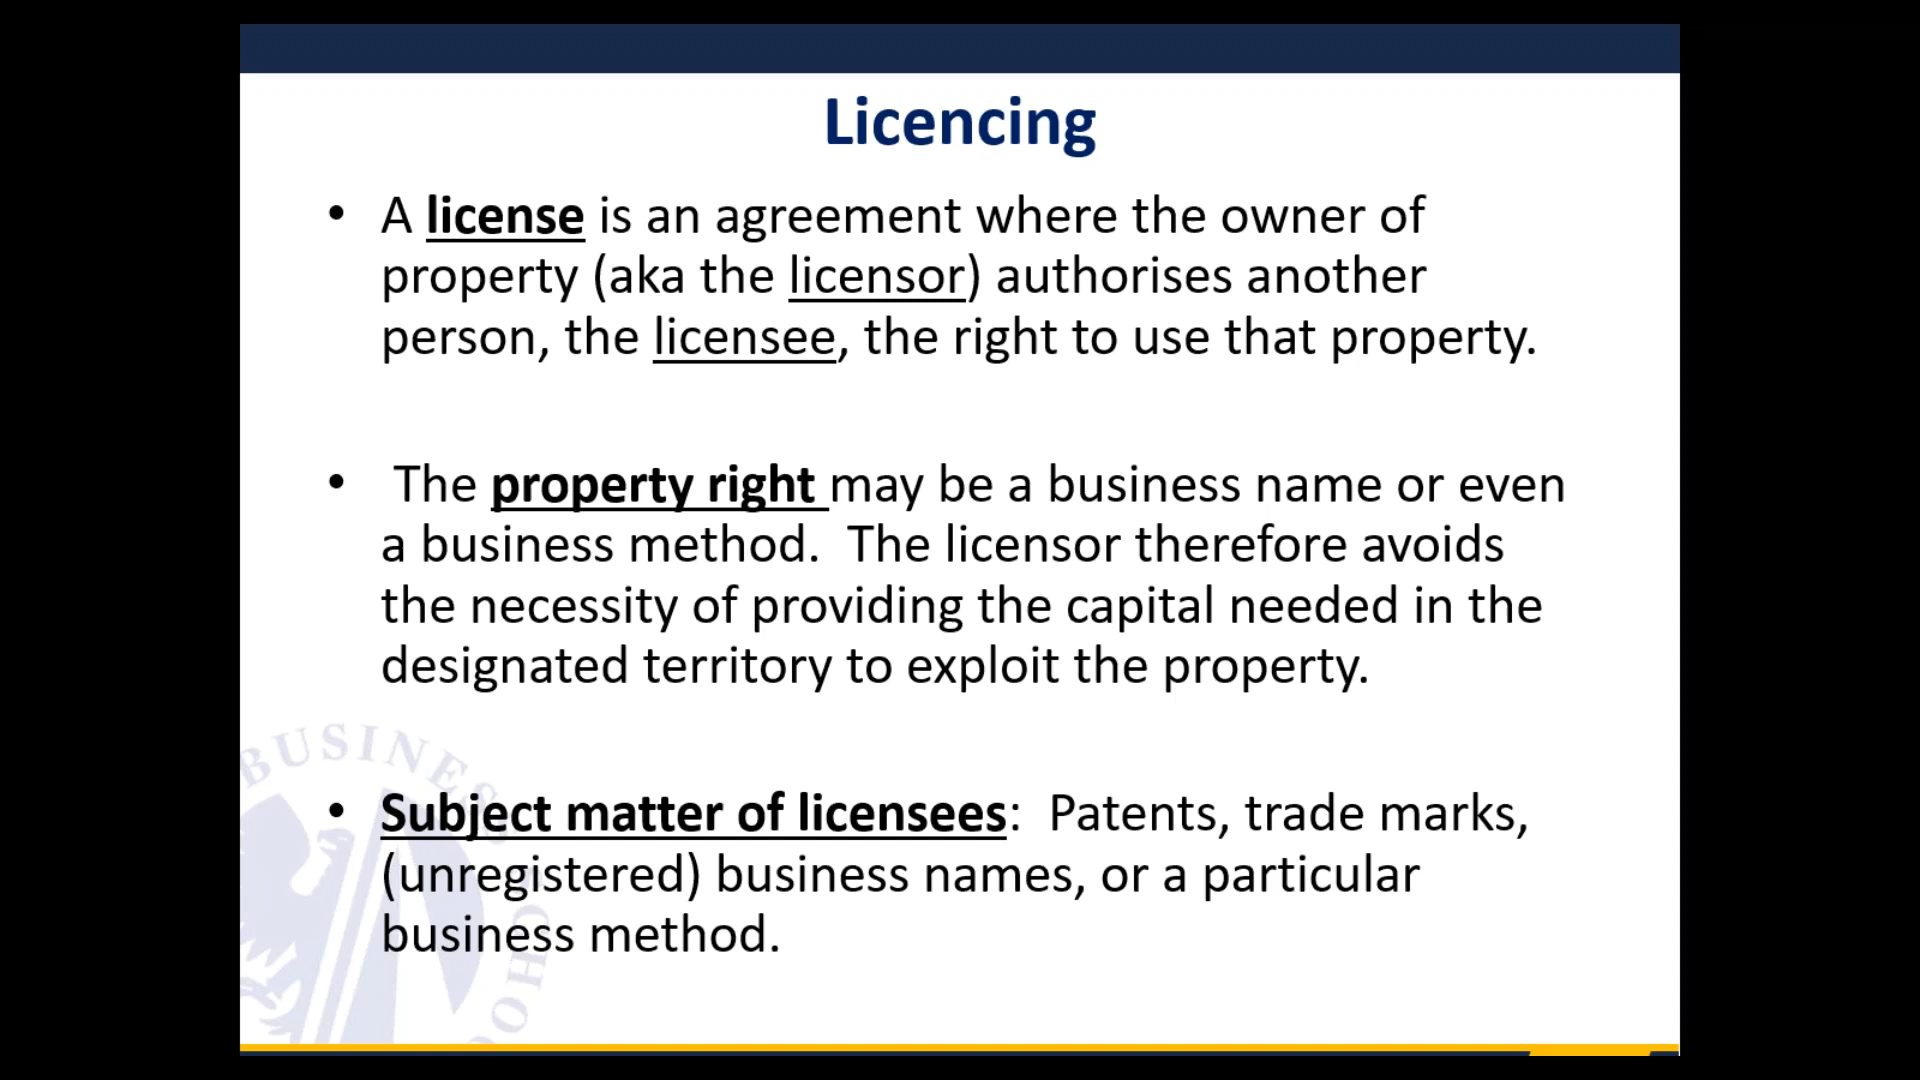 Licencing
• A license is an agreement where the owner of
property (aka the licensor) authorises another
person, the licensee, the right to use that property.
• The property right may be a business name or even
a business method.  The licensor therefore avoids
the necessity of providing the capital needed in the
designated territory to exploit the property.
• Subject matter of licensees:  Patents, trade marks,
(unregistered) business names, or a particular
business method.
BUSINESS